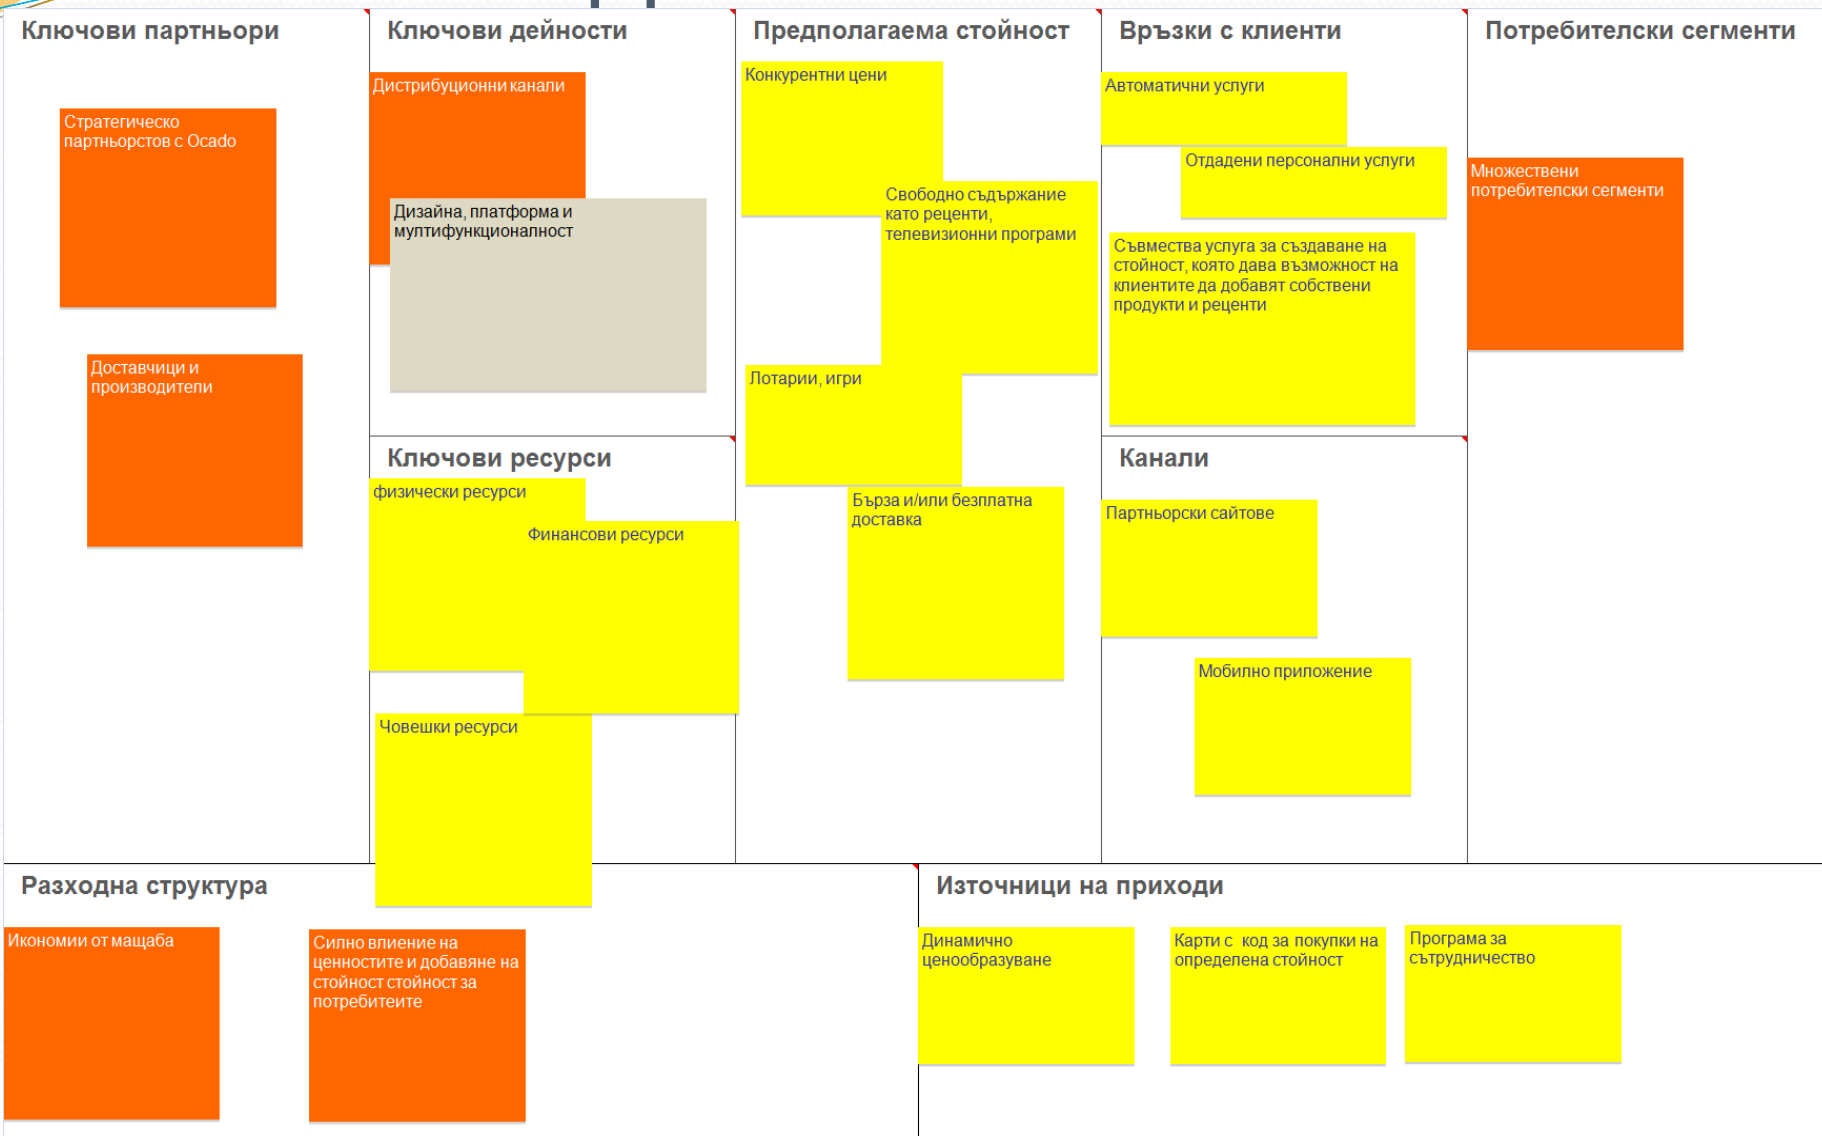 Ключови партньори
Стратегическо
партньорстов с Ocado
Доставчици и
производители
Ключови дейности
Дистрибуционни канали
Дизайна, платформа и
мултифункционалност
Ключови ресурси
физически ресурси
Финансови ресурси
Човешки ресурси
Предполагаема стойност
Конкурентни цени
Свободно съдържание
като рецепти,
телевизионни програми
Лотарии, игри
Бърза и/или безплатна
доставка
Връзки с клиенти
Автоматични услуги
Отдадени персонални услуги
Съвмества услуга за създаване на
стойност, която дава възможност на
клиентите да добавят собствени
продукти и рецепти
Канали
Партньорски сайтове
Мобилно приложение
Потребителски сегменти
Множествени
потребителски сегменти
Разходна структура
Икономии от мащаба
Силно влиение на
ценностите и добавяне на
стойност стойност за
потребитеите
Източници на приходи
Динамично
ценообразуване
Карти с код за покупки на
определена стойност
Програма за
сътрудничество